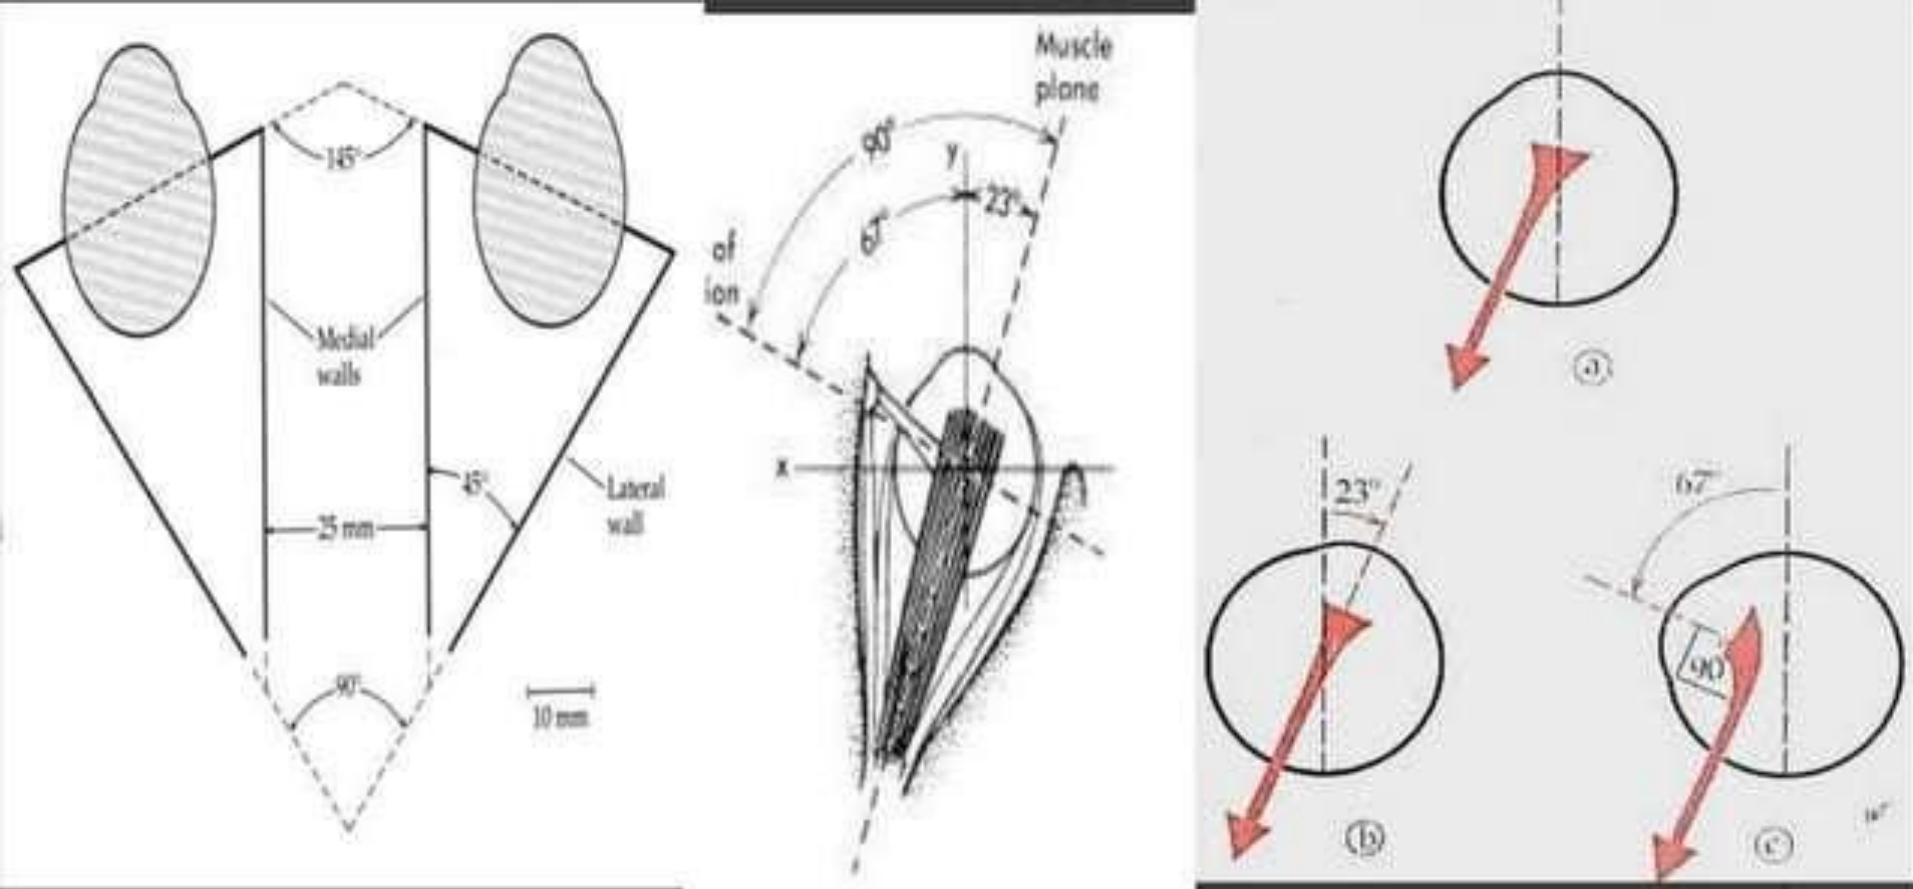 145°
Medial
walls
45°
Lateral
wall
25 mm
90°
10 mm
Muscle
plane
90°
y
23°
67°
of
ion
x
a
23°
b
67°
90
c